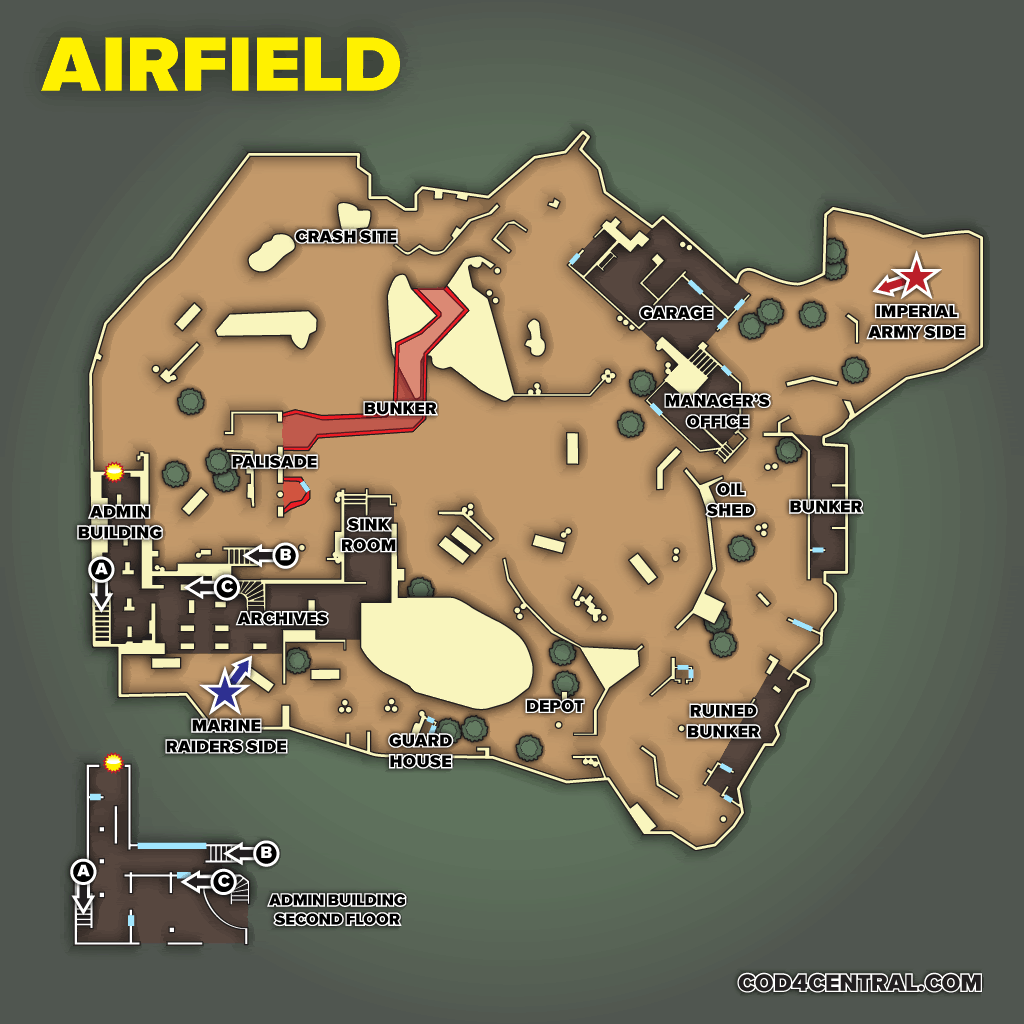 AIRFIELD
CRASH SITE
GARAGE
IMPERIAL
ARMY SIDE
BUNKER
MANAGER'S
OFFICE
PALISADE
OIL
SHED
BUNKER
ADMIN
BUILDING
SINK
ROOM
B
A
C
ARCHIVES
MARINE
RAIDERS SIDE
DEPOT
GUARD
HOUSE
RUINED
BUNKER
B
A
C
ADMIN BUILDING
SECOND FLOOR
COD4CENTRAL.COM